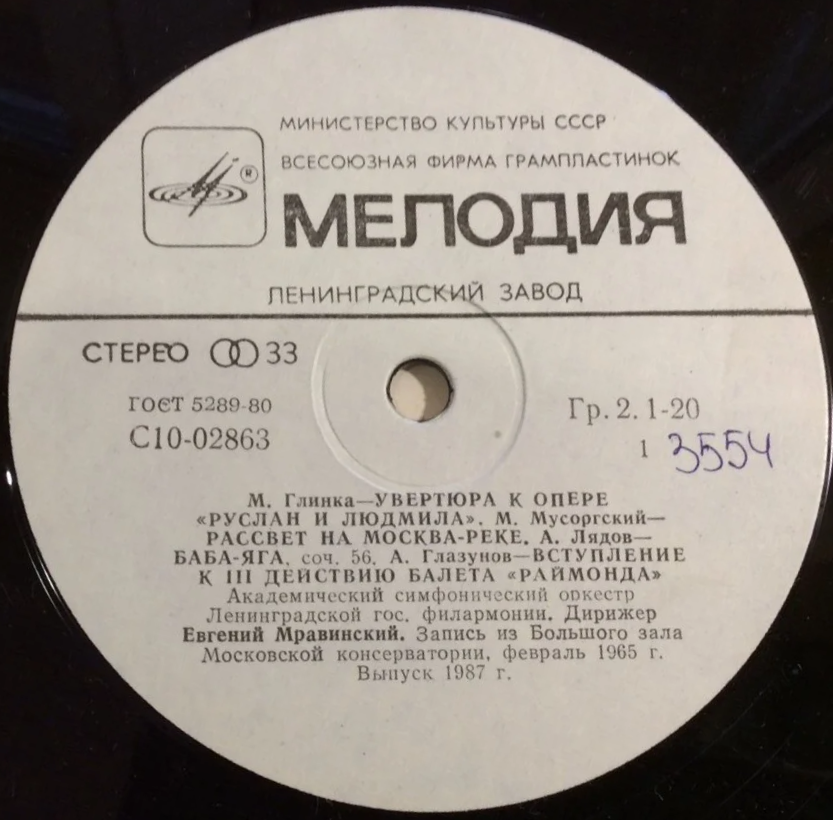 МИНИСТЕРСТВО КУЛЬТУРЫ СССР
ВСЕСОЮЗНАЯ ФИРМА ГРАМПЛАСТИНОК
®
МЕЛОДИЯ
ЛЕНИНГРАДСКИЙ ЗАВОД
СТЕРЕО 33
ГОСТ 5289-80
Гр. 2. 1-20
С10-02863
1 3554
М. Глинка—УВЕРТЮРА К ОПЕРЕ
«РУСЛАН И ЛЮДМИЛА». М. Мусоргский—
РАССВЕТ НА МОСКВА-РЕКЕ. А. Лядов—
БАБА-ЯГА, соч. 56. А. Глазунов—ВСТУПЛЕНИЕ
К III ДЕЙСТВИЮ БАЛЕТА «РАЙМОНДА»
Академический симфонический оркестр
Ленинградской гос. филармонии. Дирижер
Евгений Мравинский. Запись из Большого зала
Московской консерватории, февраль 1965 г.
Выпуск 1987 г.